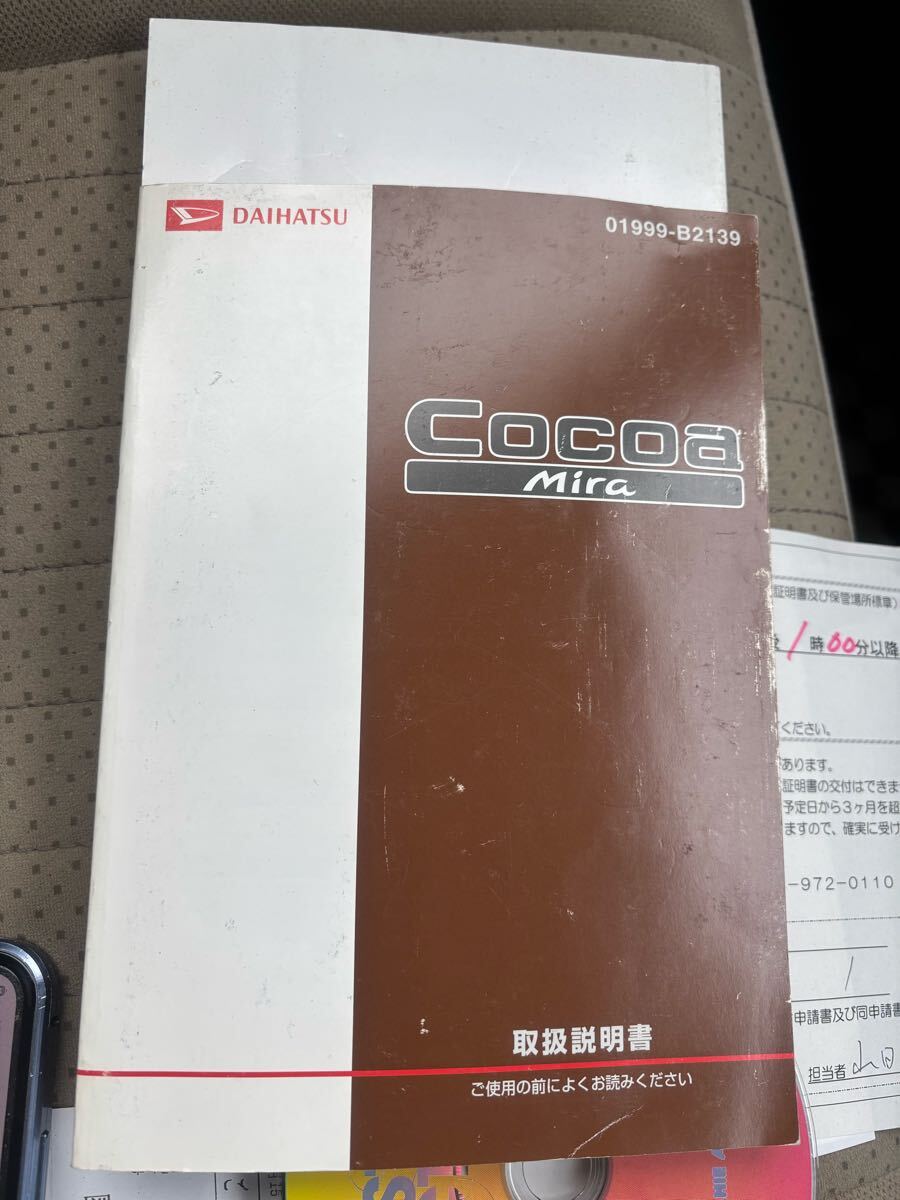 DAIHATSU
01999-B2139
Cocoa
Mira
取扱説明書
ご使用の前によくお読みください
証明書及び保管場所標章)
1時00分以降
ください。
あります。
証明書の交付はできま
予定日から3ヶ月を超
ますので、確実に受け
-972-0110
1
申請書及び同申請書
担当者